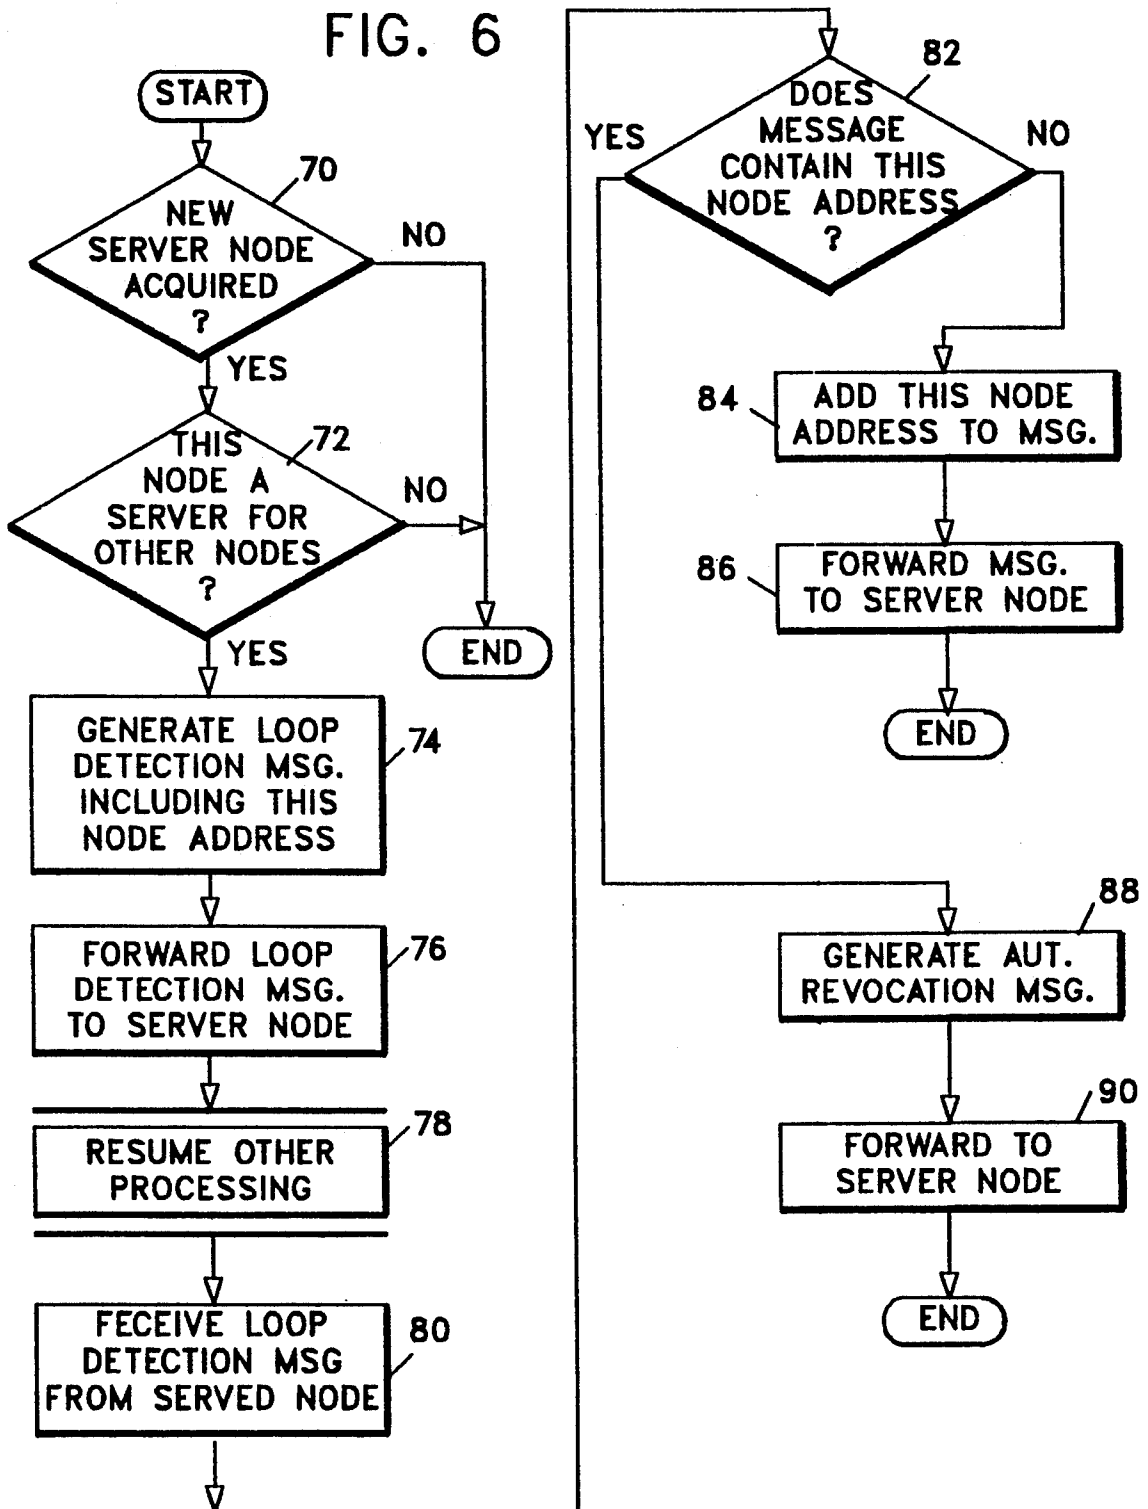 FIG. 6
START
70
NEW
SERVER NODE
ACQUIRED
?
NO
YES
THIS
NODE A
SERVER FOR
OTHER NODES
?
72
NO
END
YES
GENERATE LOOP
DETECTION MSG.
INCLUDING THIS
NODE ADDRESS
74
FORWARD LOOP
DETECTION MSG.
TO SERVER NODE
76
RESUME OTHER
PROCESSING
78
FECEIVE LOOP
DETECTION MSG
FROM SERVED NODE
80
82
DOES
MESSAGE
CONTAIN THIS
NODE ADDRESS
?
YES
NO
84
ADD THIS NODE
ADDRESS TO MSG.
86
FORWARD MSG.
TO SERVER NODE
END
88
GENERATE AUT.
REVOCATION MSG.
90
FORWARD TO
SERVER NODE
END